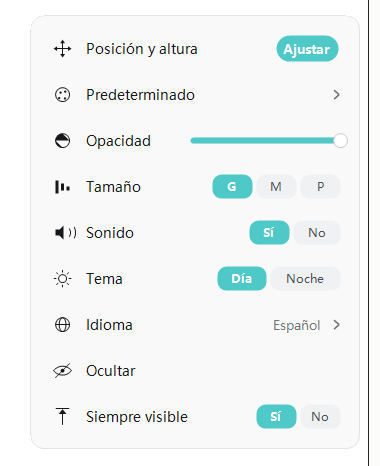 Posición y altura Ajustar
Predeterminado
Opacidad
Tamaño G M P
Sonido Sí No
Tema Día Noche
Idioma Español
Ocultar
Siempre visible Sí No